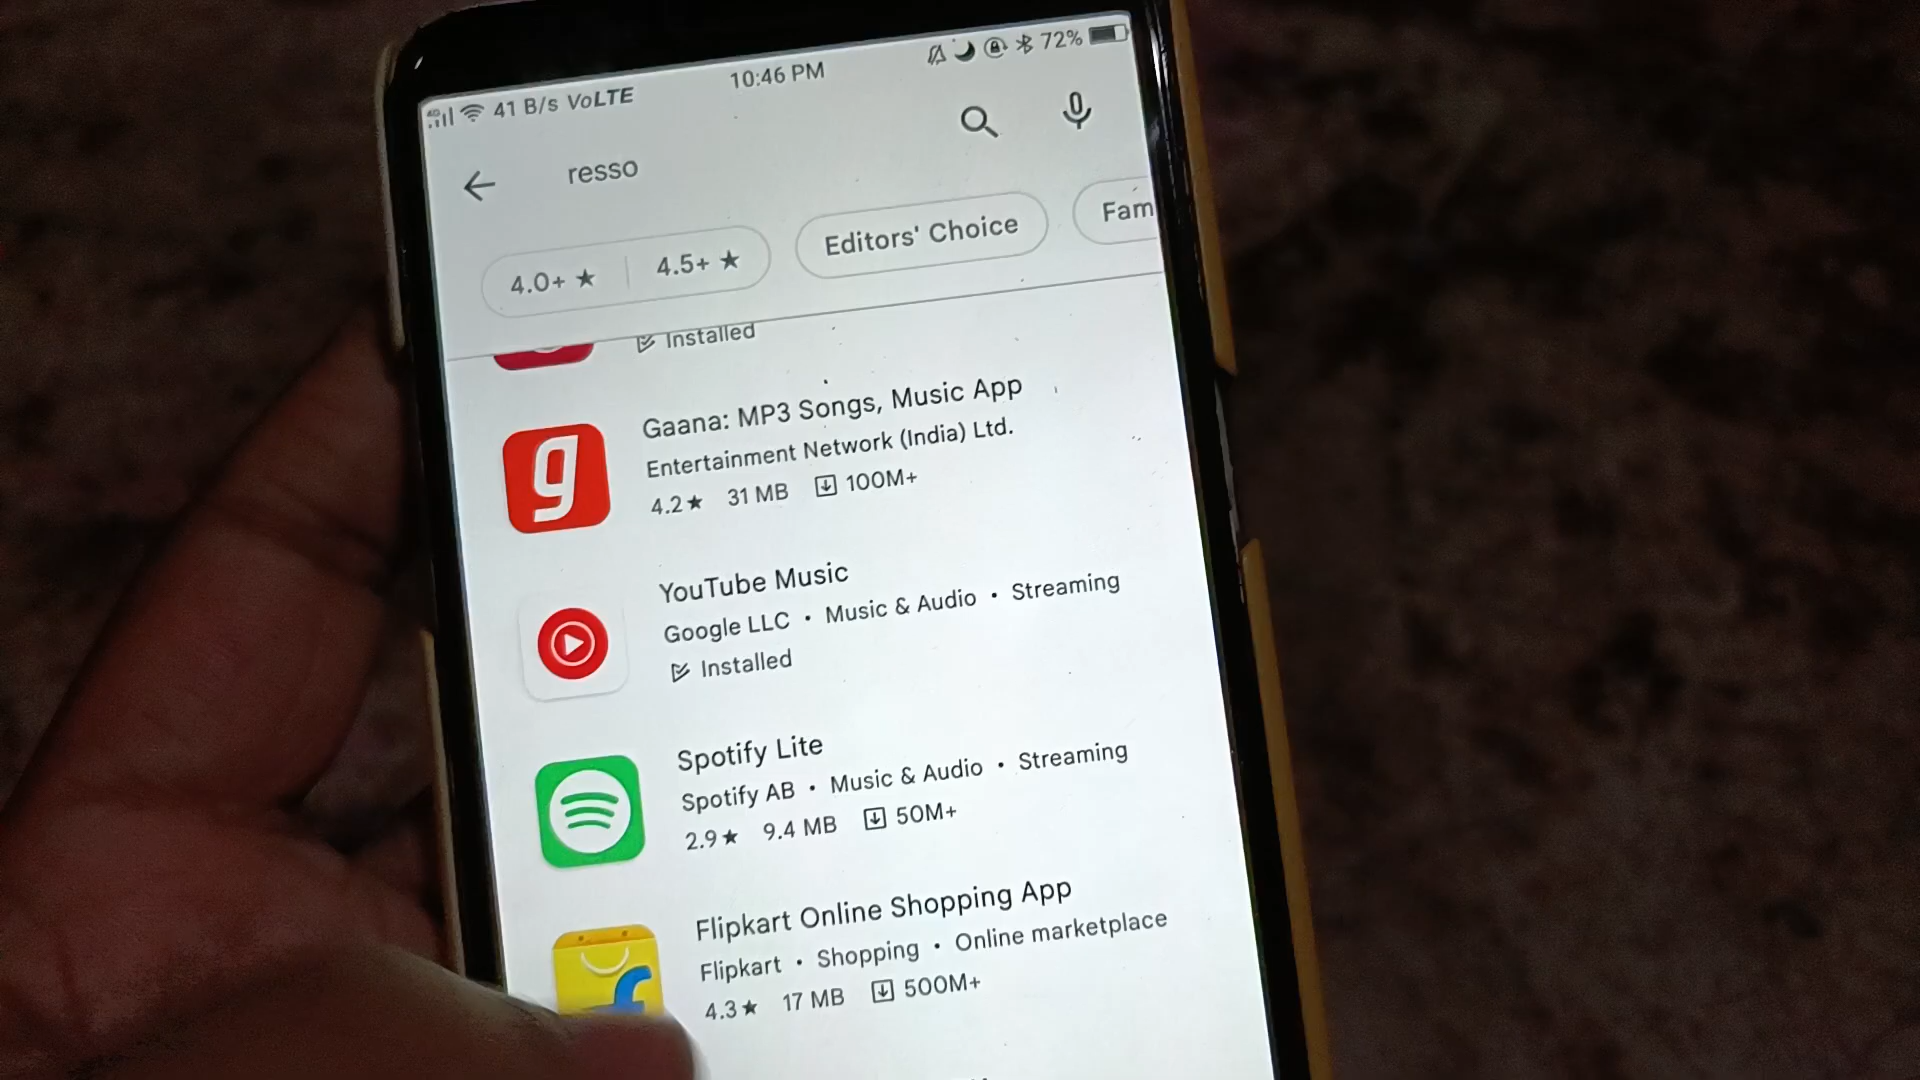 41 B/s VoLTE 10:46 PM 72%
resso
4.0+ ★ 4.5+ ★ Editors' Choice Fam
Installed
Gaana: MP3 Songs, Music App
Entertainment Network (India) Ltd.
4.2★ 31 MB 100M+
YouTube Music
Google LLC • Music & Audio • Streaming
Installed
Spotify Lite
Spotify AB • Music & Audio • Streaming
2.9★ 9.4 MB 50M+
Flipkart Online Shopping App
Flipkart • Shopping • Online marketplace
4.3★ 17 MB 500M+